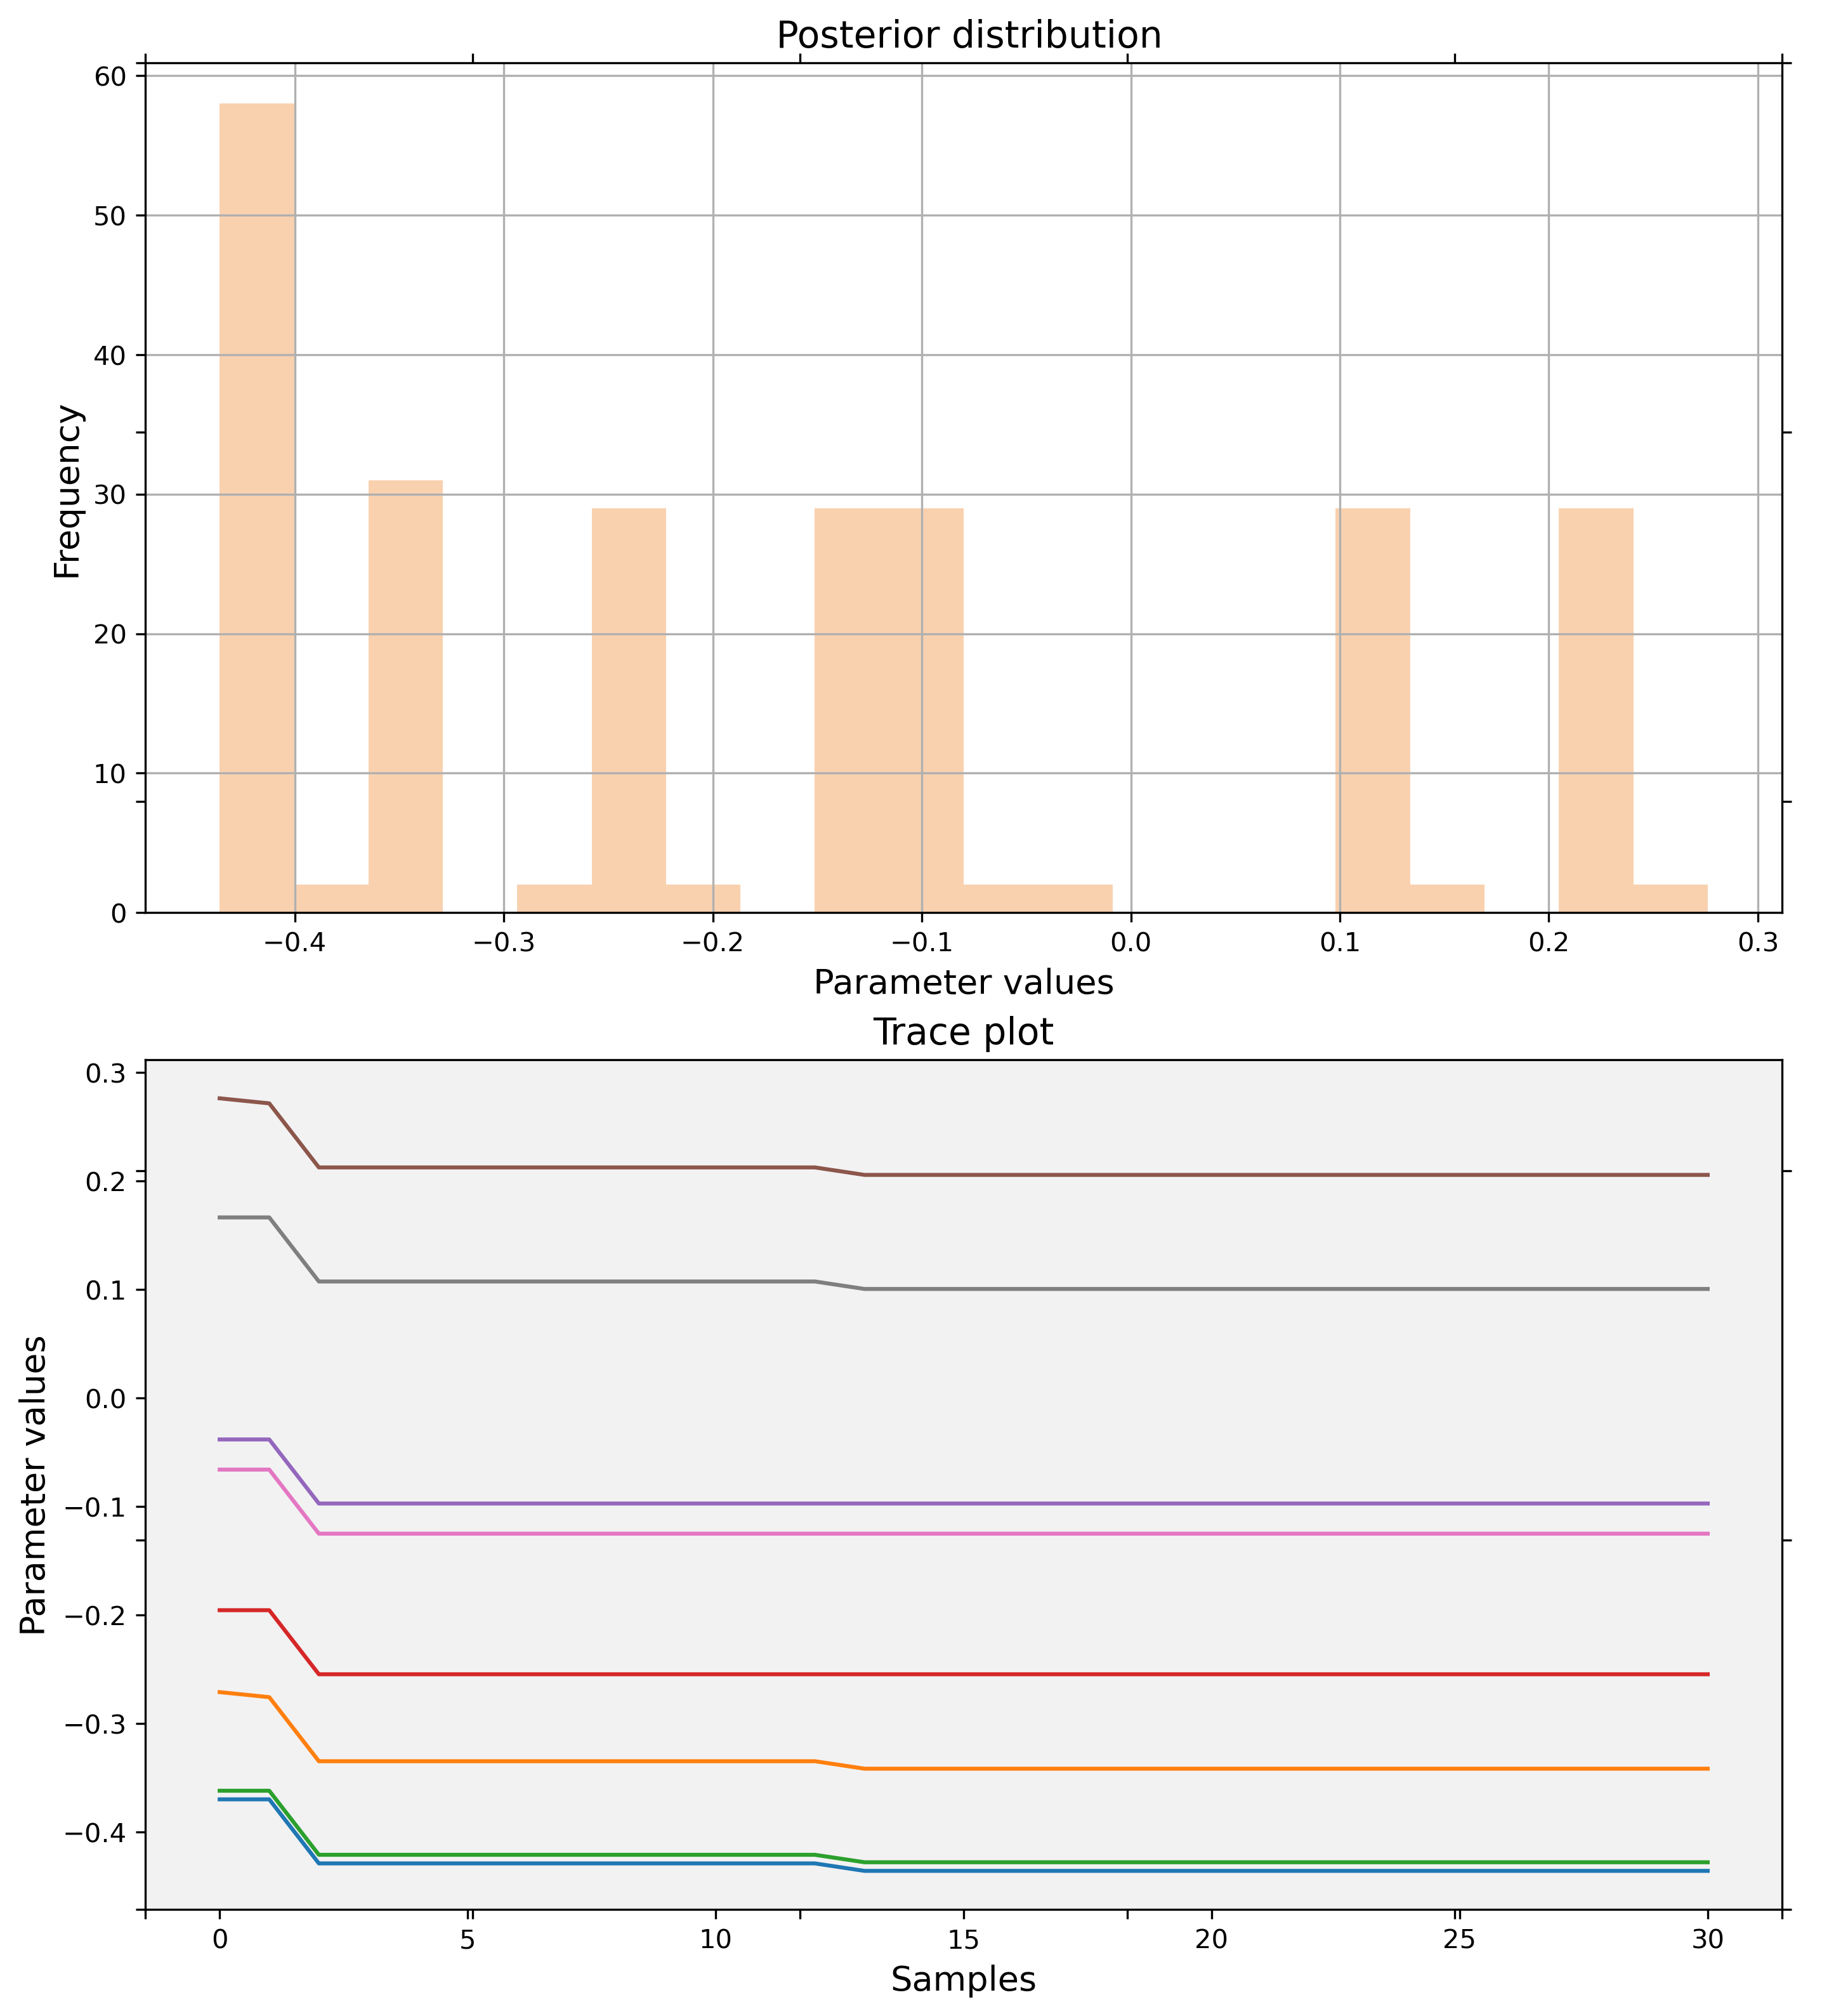 Posterior distribution
60
50
40
30
20
10
0
Frequency
−0.4 −0.3 −0.2 −0.1 0.0 0.1 0.2 0.3
Parameter values
Trace plot
0.3
0.2
0.1
0.0
−0.1
−0.2
−0.3
−0.4
Parameter values
0 5 10 15 20 25 30
Samples